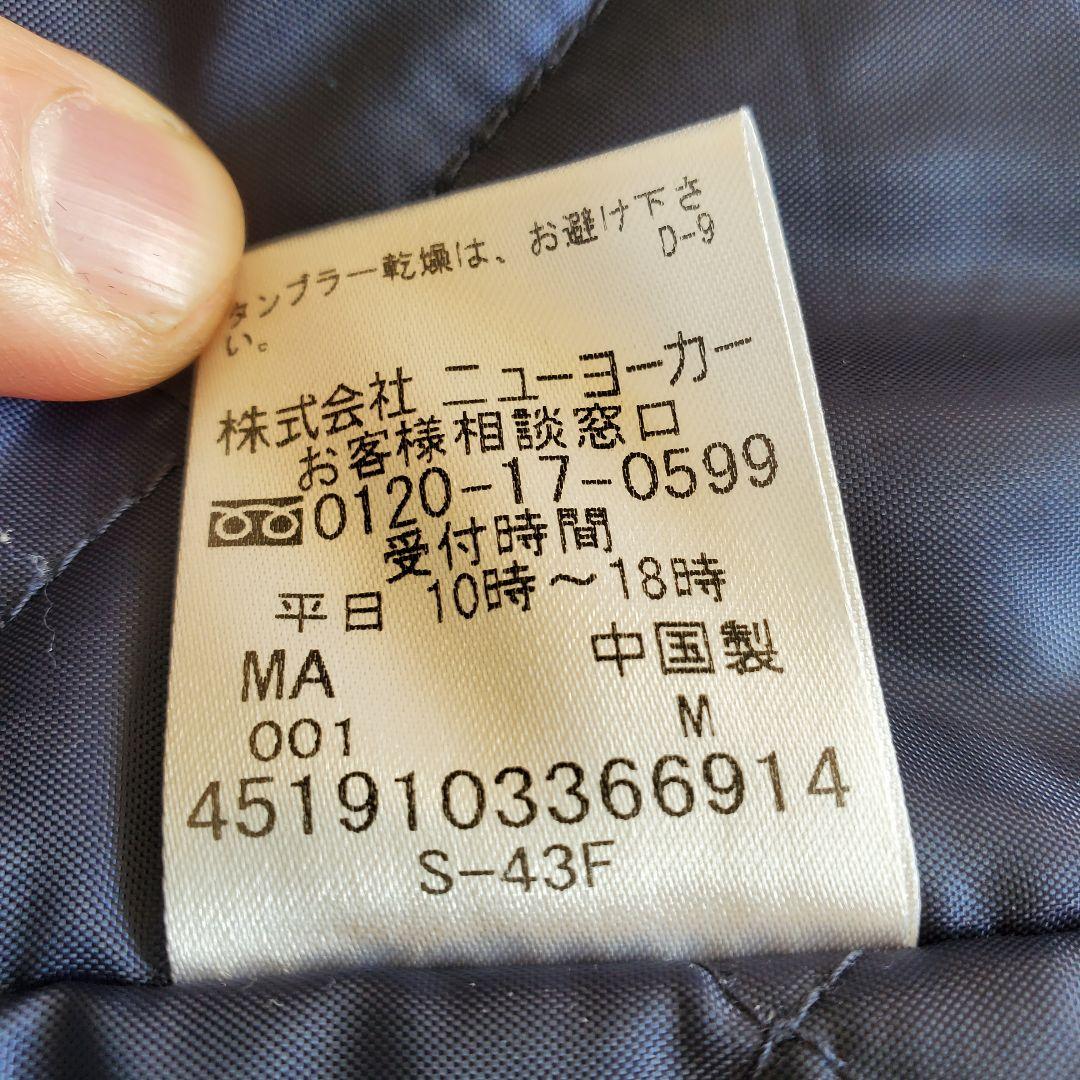 タンブラー乾燥は、お避け下さ
い。 D-9
株式会社 ニューヨーカー
お客様相談窓口
0120-17-0599
受付時間
平日 10時～18時
MA 中国製
001 M
4519103366914
S-43F